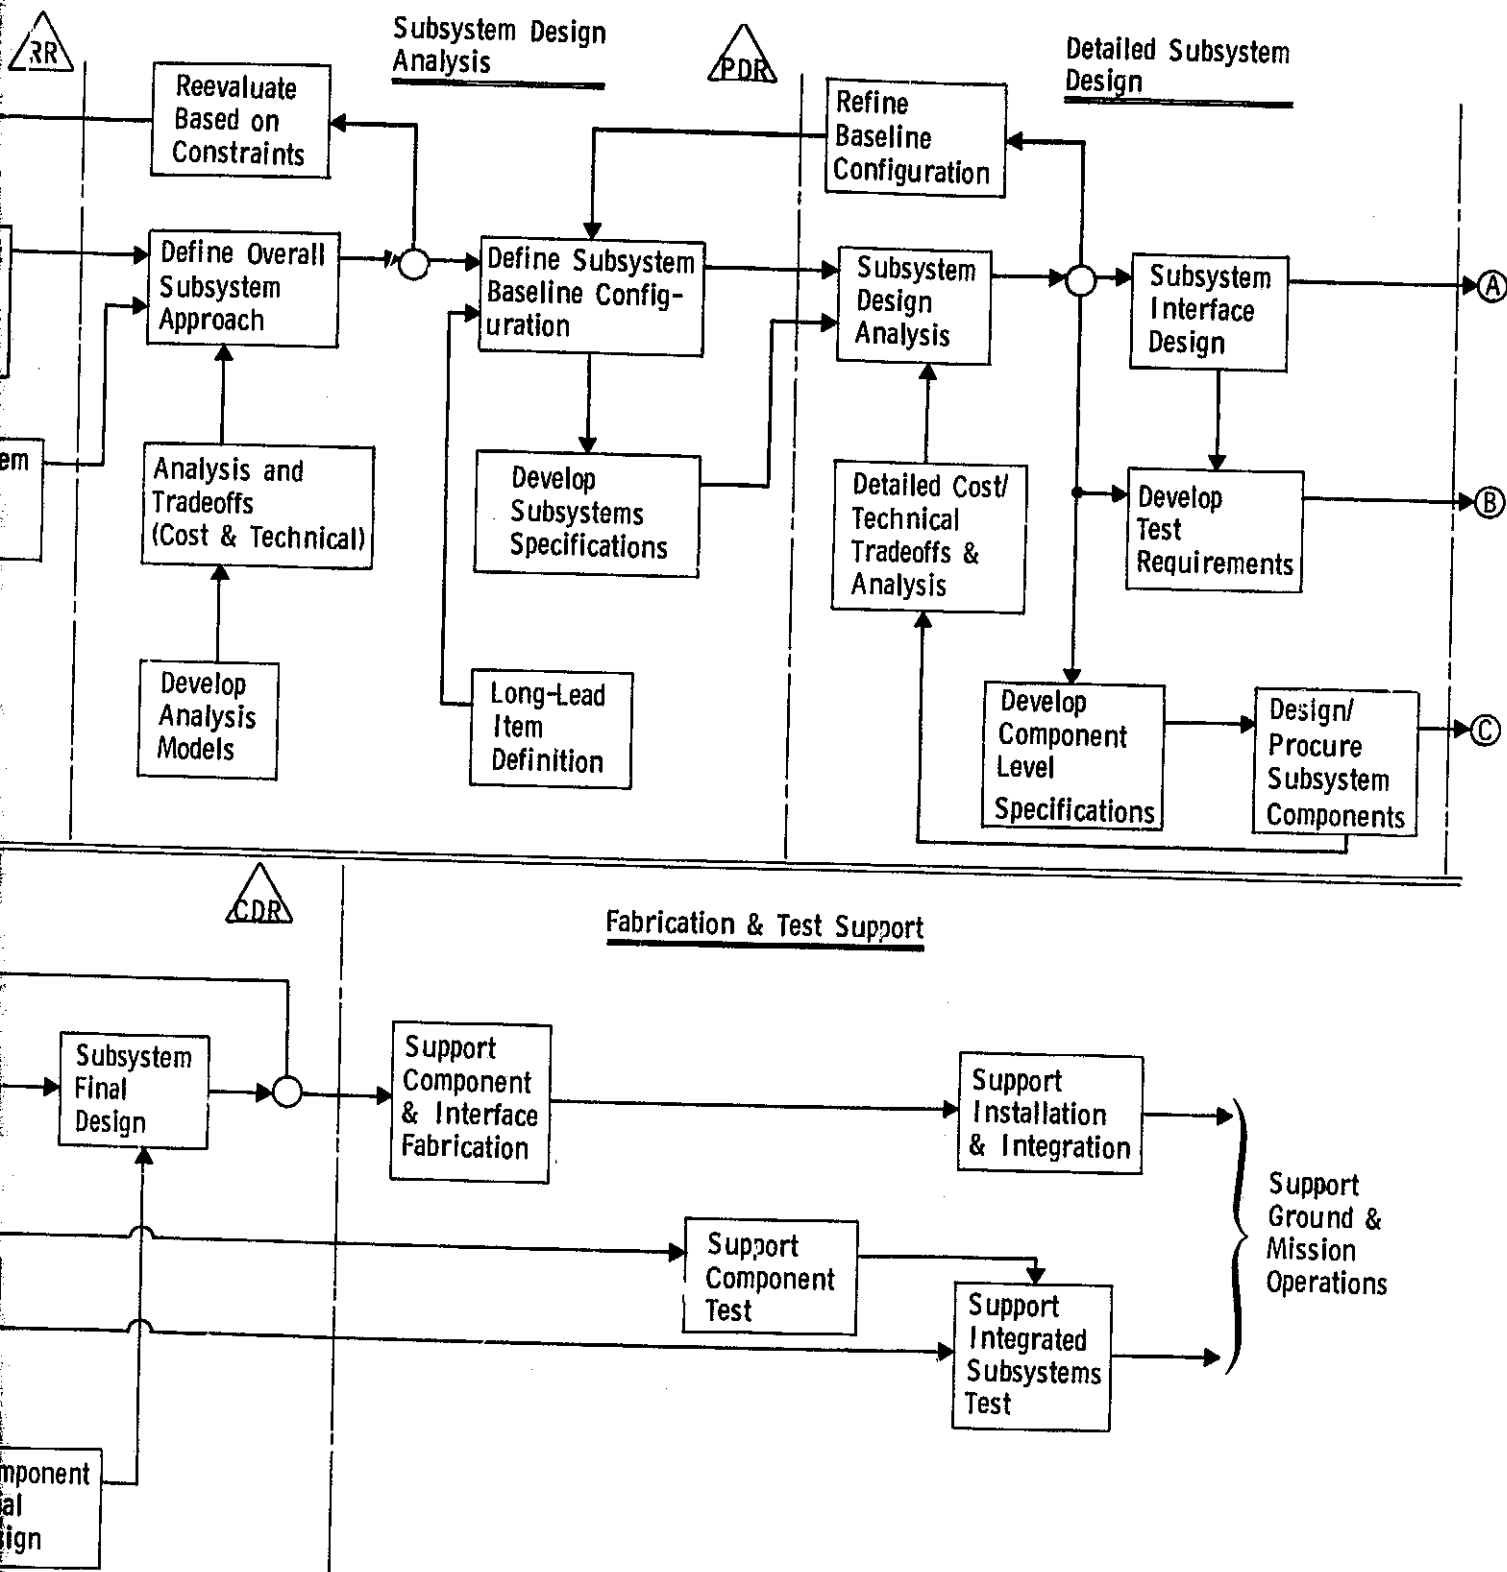 RR
Subsystem Design
Analysis
PDR
Detailed Subsystem
Design
Reevaluate
Based on
Constraints
Refine
Baseline
Configuration
Define Overall
Subsystem
Approach
Define Subsystem
Baseline Config-
uration
Subsystem
Design
Analysis
Subsystem
Interface
Design
A
em
Analysis and
Tradeoffs
(Cost & Technical)
Develop
Subsystems
Specifications
Detailed Cost/
Technical
Tradeoffs &
Analysis
Develop
Test
Requirements
B
Develop
Analysis
Models
Long-Lead
Item
Definition
Develop
Component
Level
Specifications
Design/
Procure
Subsystem
Components
C
CDR
Fabrication & Test Support
Subsystem
Final
Design
Support
Component
& Interface
Fabrication
Support
Installation
& Integration
Support
Ground &
Mission
Operations
Support
Component
Test
Support
Integrated
Subsystems
Test
mponent
al
sign